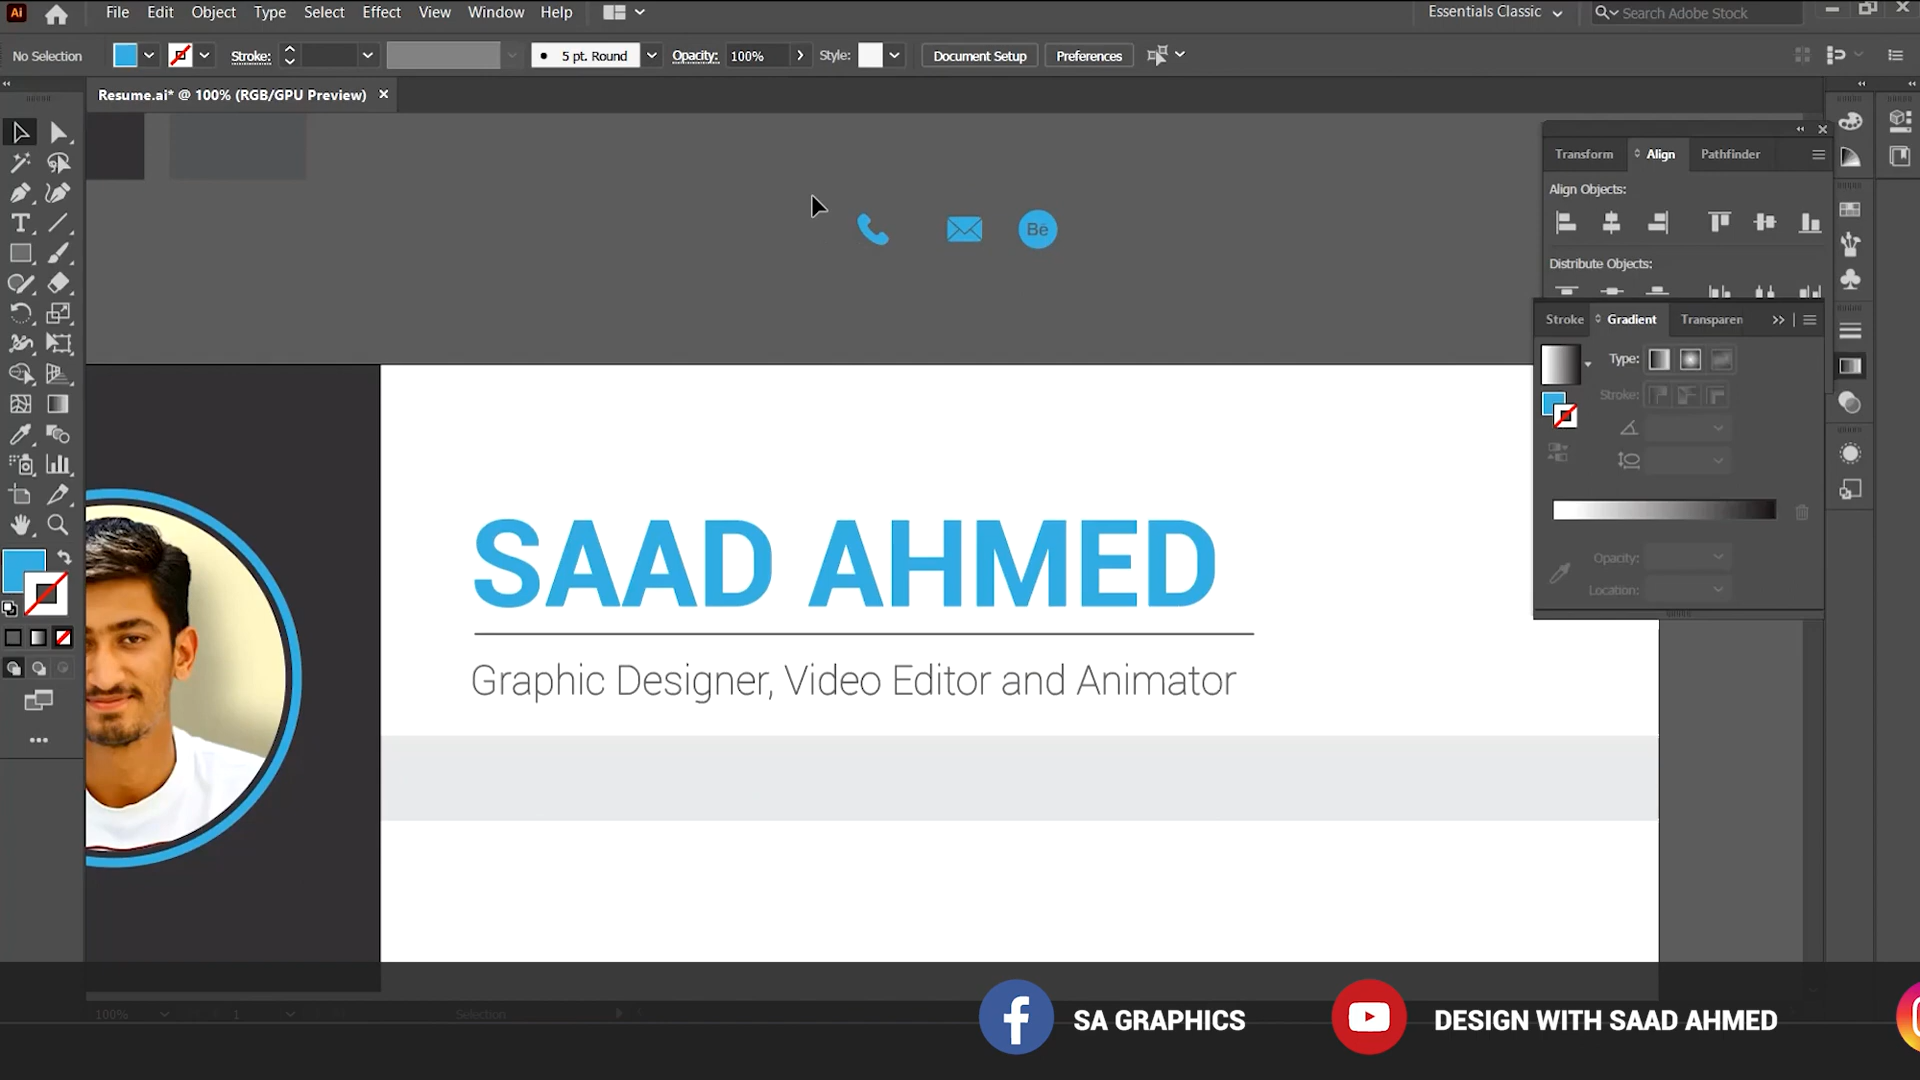 Ai File Edit Object Type Select Effect View Window Help Essentials Classic Search Adobe Stock
No Selection Stroke: 5 pt. Round Opacity: 100% Style: Document Setup Preferences
Resume.ai* @ 100% (RGB/GPU Preview)
Transform Align Pathfinder
Align Objects:
Distribute Objects:
Bē
Stroke Gradient Transparen
Type:
Stroke:
Opacity:
Location:
SAAD AHMED
Graphic Designer, Video Editor and Animator
100% 1 Selection
SA GRAPHICS
DESIGN WITH SAAD AHMED